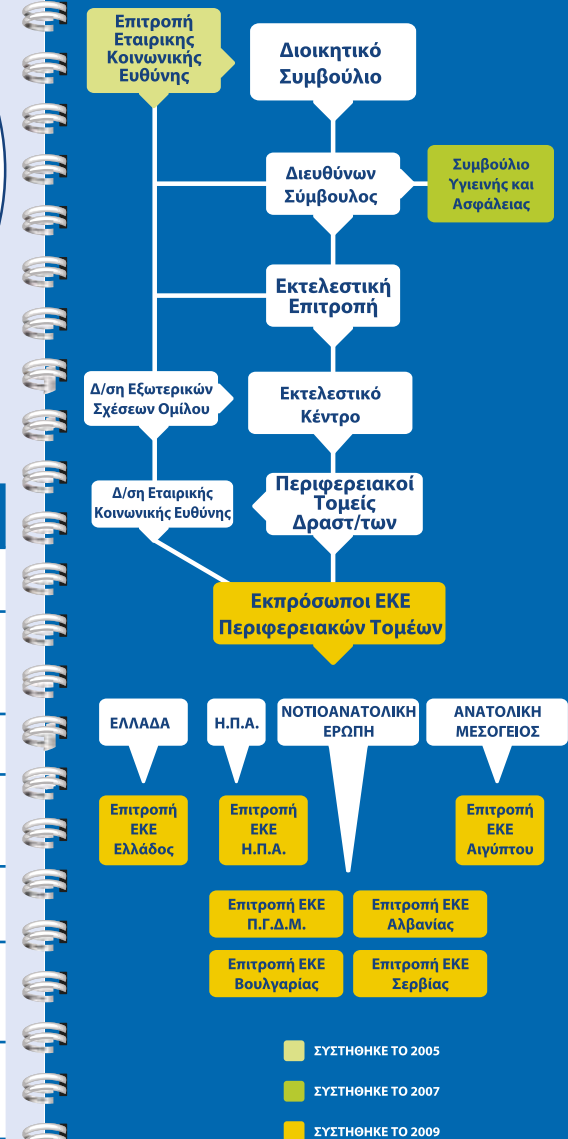 Επιτροπή
Εταιρικης
Κοινωνικής
Ευθύνης
Διοικητικό
Συμβούλιο
Διευθύνων
Σύμβουλος
Συμβούλιο
Υγιεινής και
Ασφάλειας
Εκτελεστική
Επιτροπή
Δ/ση Εξωτερικών
Σχέσεων Ομίλου
Εκτελεστικό
Κέντρο
Δ/ση Εταιρικής
Κοινωνικής Ευθύνης
Περιφερειακοί
Τομείς
Δραστ/των
Εκπρόσωποι ΕΚΕ
Περιφερειακών Τομέων
ΕΛΛΑΔΑ
Η.Π.Α.
ΝΟΤΙΟΑΝΑΤΟΛΙΚΗ
ΕΡΩΠΗ
ΑΝΑΤΟΛΙΚΗ
ΜΕΣΟΓΕΙΟΣ
Επιτροπή
ΕΚΕ
Ελλάδος
Επιτροπή
ΕΚΕ
Η.Π.Α.
Επιτροπή
ΕΚΕ
Αιγύπτου
Επιτροπή ΕΚΕ
Π.Γ.Δ.Μ.
Επιτροπή ΕΚΕ
Αλβανίας
Επιτροπή ΕΚΕ
Βουλγαρίας
Επιτροπή ΕΚΕ
Σερβίας
ΣΥΣΤΗΘΗΚΕ ΤΟ 2005
ΣΥΣΤΗΘΗΚΕ ΤΟ 2007
ΣΥΣΤΗΘΗΚΕ ΤΟ 2009